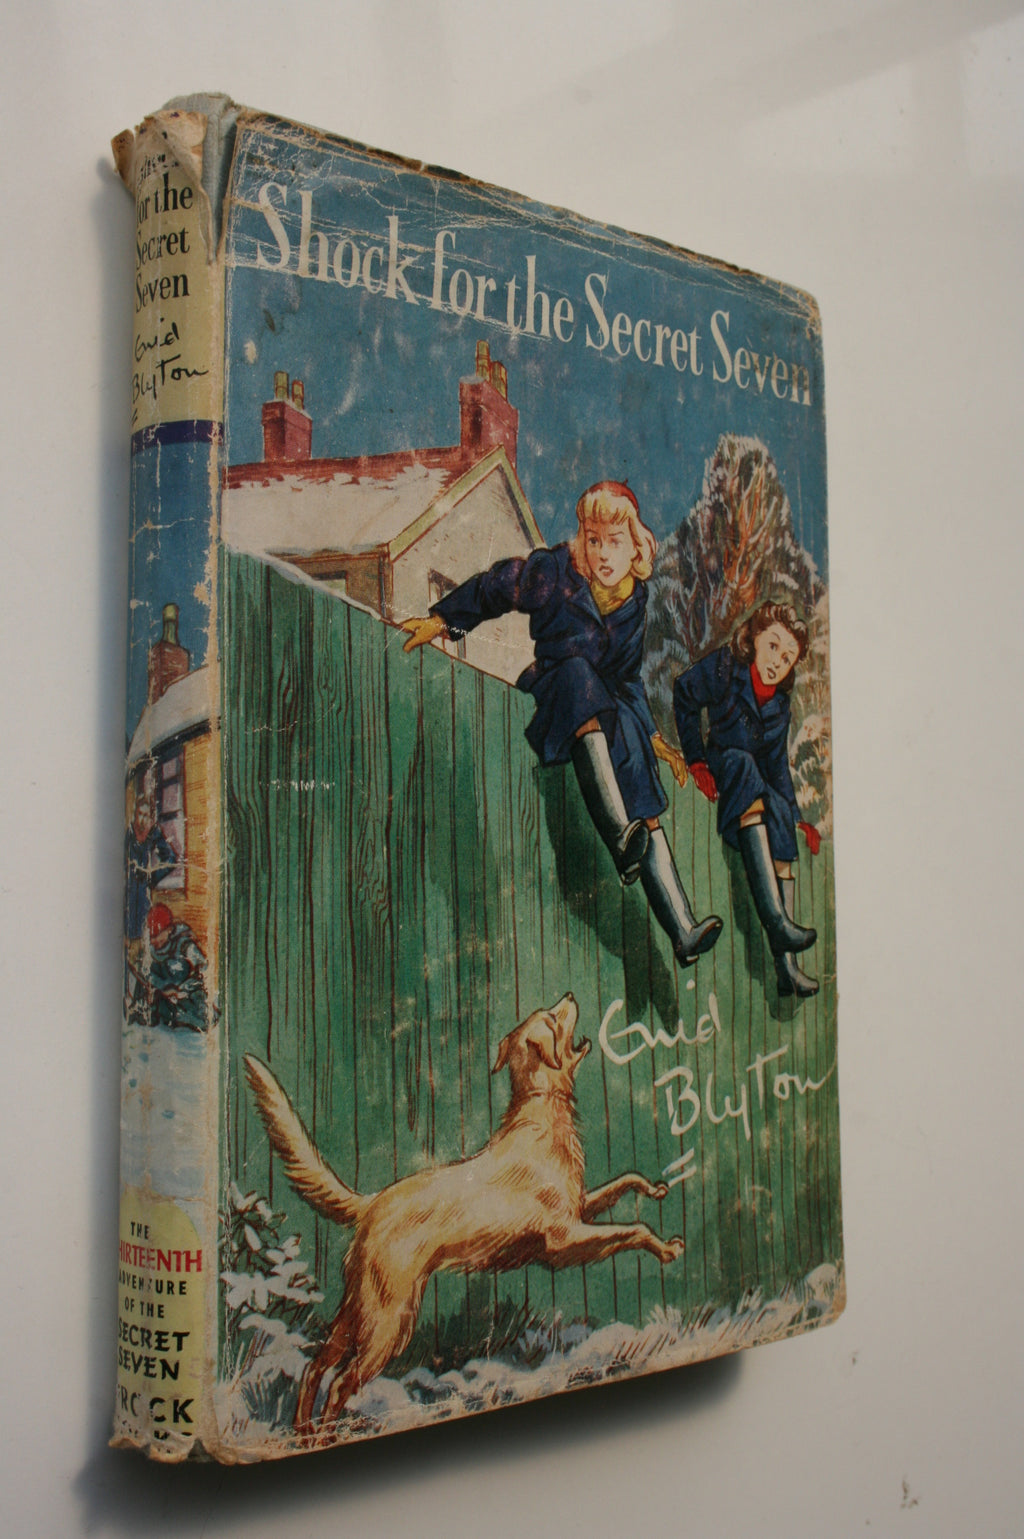 for the
Secret
Seven
Enid
Blyton
THE
THIRTEENTH
ADVENTURE
OF THE
SECRET
SEVEN
Shock for the Secret Seven
Enid
Blyton